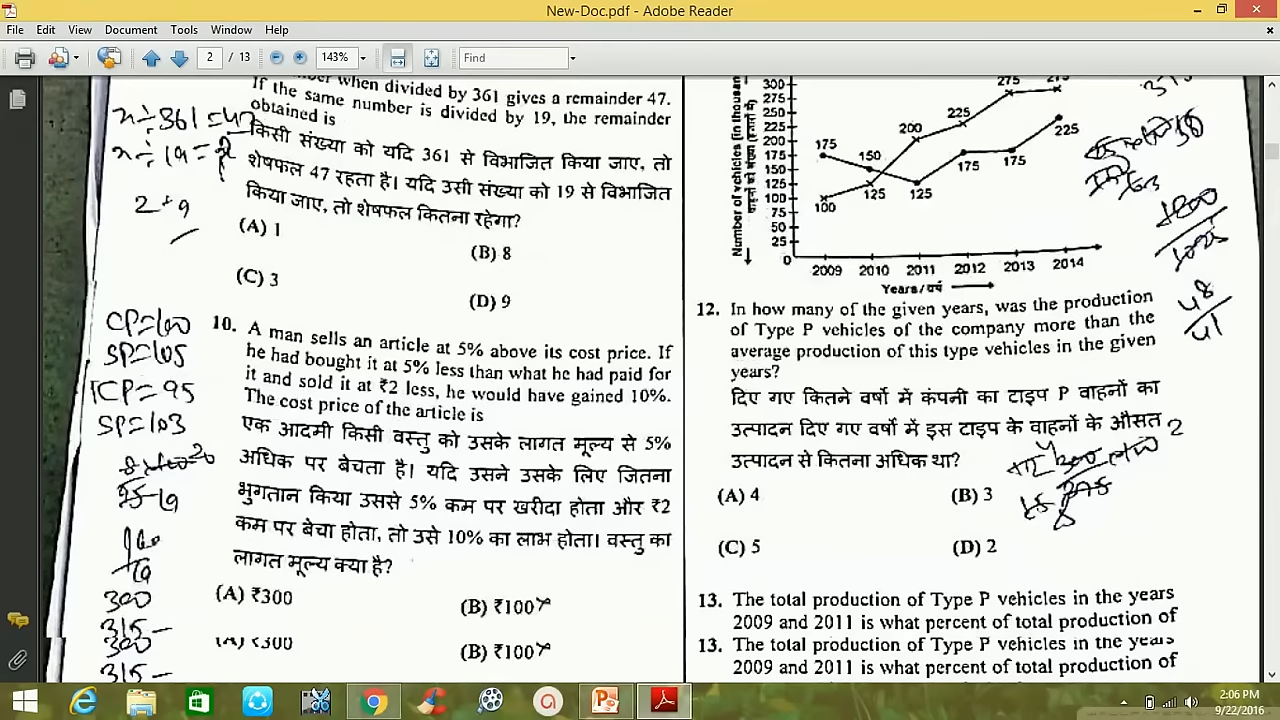 New-Doc.pdf - Adobe Reader
File Edit View Document Tools Window Help
2 / 13 143% Find
number when divided by 361 gives a remainder 47.
If the same number is divided by 19, the remainder
obtained is
किसी संख्या को यदि 361 से विभाजित किया जाए, तो
शेषफल 47 रहता है। यदि उसी संख्या को 19 से विभाजित
किया जाए, तो शेषफल कितना रहेगा?
(A) 1
(B) 8
(C) 3
(D) 9
x÷361=47
x÷19=
2+9
10. A man sells an article at 5% above its cost price. If
he had bought it at 5% less than what he had paid for
it and sold it at ₹2 less, he would have gained 10%.
The cost price of the article is
एक आदमी किसी वस्तु को उसके लागत मूल्य से 5%
अधिक पर बेचता है। यदि उसने उसके लिए जितना
भुगतान किया उससे 5% कम पर खरीदा होता और ₹2
कम पर बेचा होता, तो उसे 10% का लाभ होता। वस्तु का
लागत मूल्य क्या है?
(A) ₹300
(B) ₹100
(A) ₹300
(B) ₹100
CP=100
SP=105
CP=95
SP=103
300
315-
300
315-
Number of vehicles (in thousand
300
275
250
225
200
175
150
125
100
75
50
25
0
175 150 125 175 175 225
100 125 200 225 275 275
2009 2010 2011 2012 2013 2014
Years/वर्ष
12. In how many of the given years, was the production
of Type P vehicles of the company more than the
average production of this type vehicles in the given
years?
दिए गए कितने वर्षों में कंपनी का टाइप P वाहनों का
उत्पादन दिए गए वर्षों में इस टाइप के वाहनों के औसत
उत्पादन से कितना अधिक था?
(A) 4
(B) 3
(C) 5
(D) 2
48
41
13. The total production of Type P vehicles in the years
2009 and 2011 is what percent of total production of
13. The total production of Type P vehicles in the years
2009 and 2011 is what percent of total production of
2:06 PM
9/22/2016